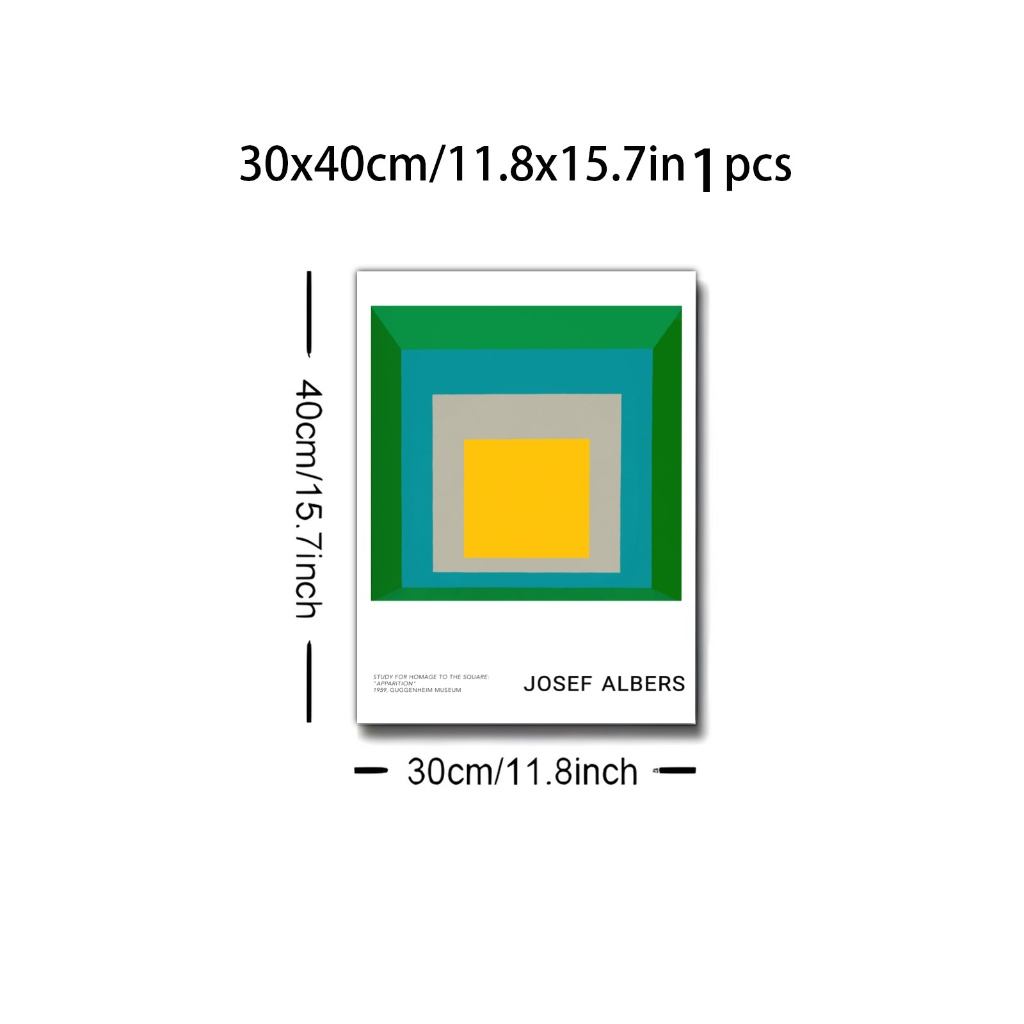 30x40cm/11.8x15.7in 1 pcs
40cm/15.7inch
STUDY FOR HOMAGE TO THE SQUARE:
"APPARITION"
1959, GUGGENHEIM MUSEUM
JOSEF ALBERS
30cm/11.8inch